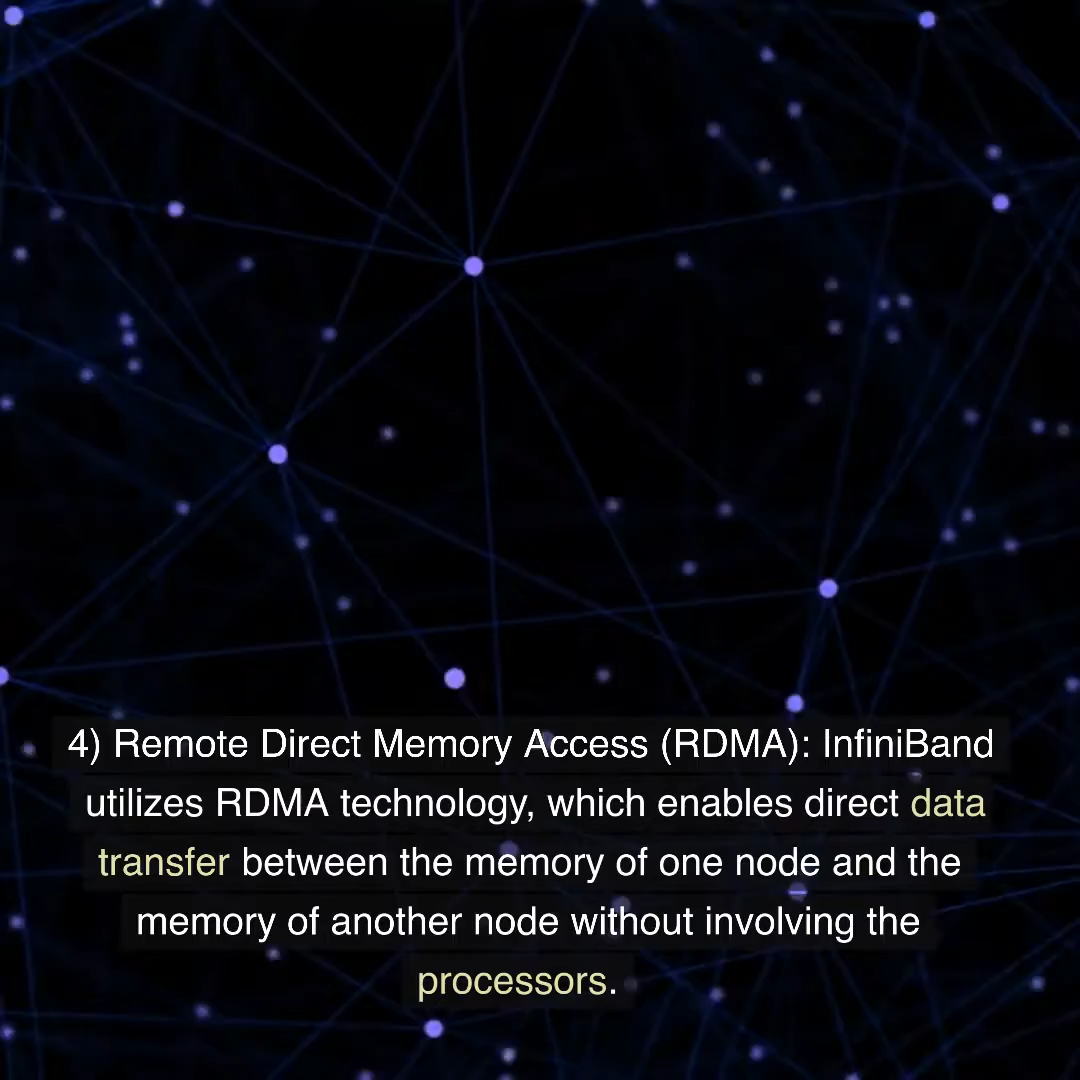 4) Remote Direct Memory Access (RDMA): InfiniBand
utilizes RDMA technology, which enables direct data
transfer between the memory of one node and the
memory of another node without involving the
processors.